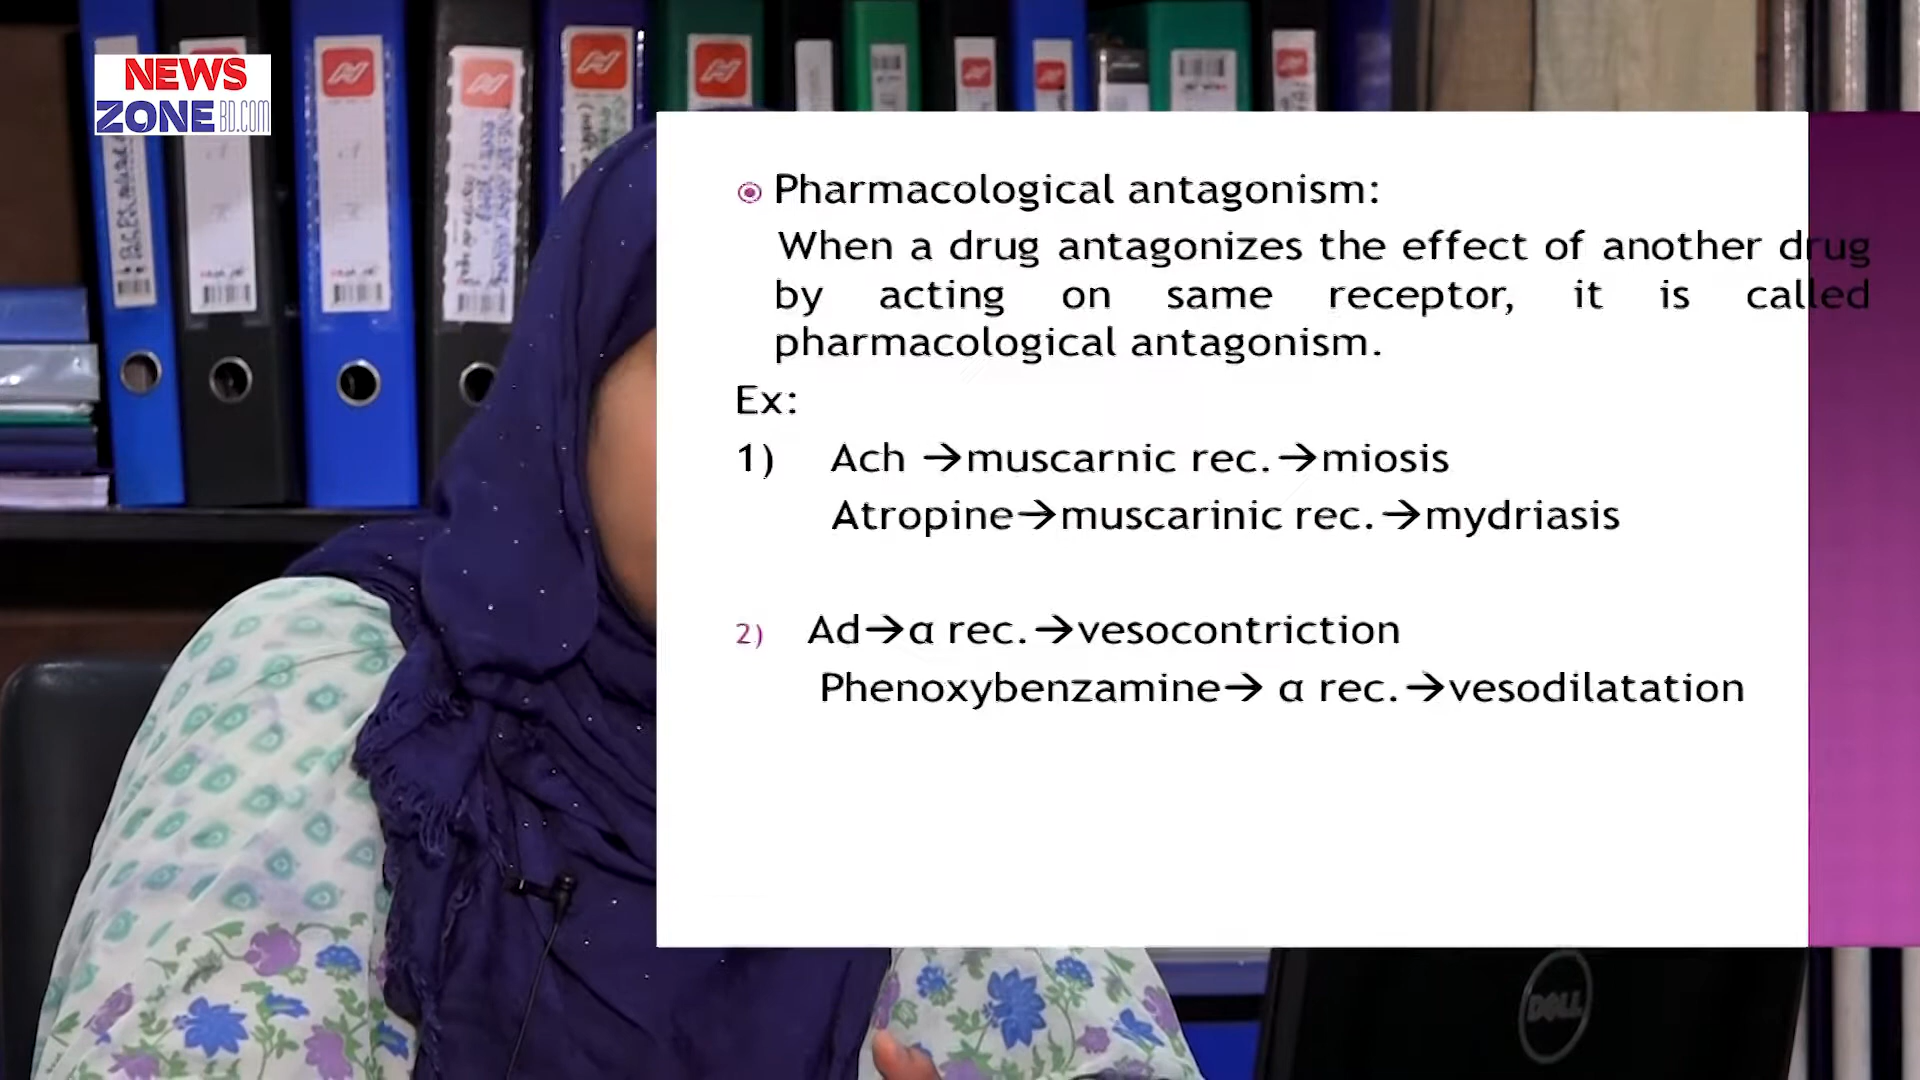 NEWS
ZONE BD.COM
Pharmacological antagonism:
When a drug antagonizes the effect of another drug
by acting on same receptor, it is called
pharmacological antagonism.
Ex:
1) Ach →muscarnic rec.→miosis
Atropine→muscarinic rec.→mydriasis
2) Ad→α rec.→vesocontriction
Phenoxybenzamine→ α rec.→vesodilatation
DELL